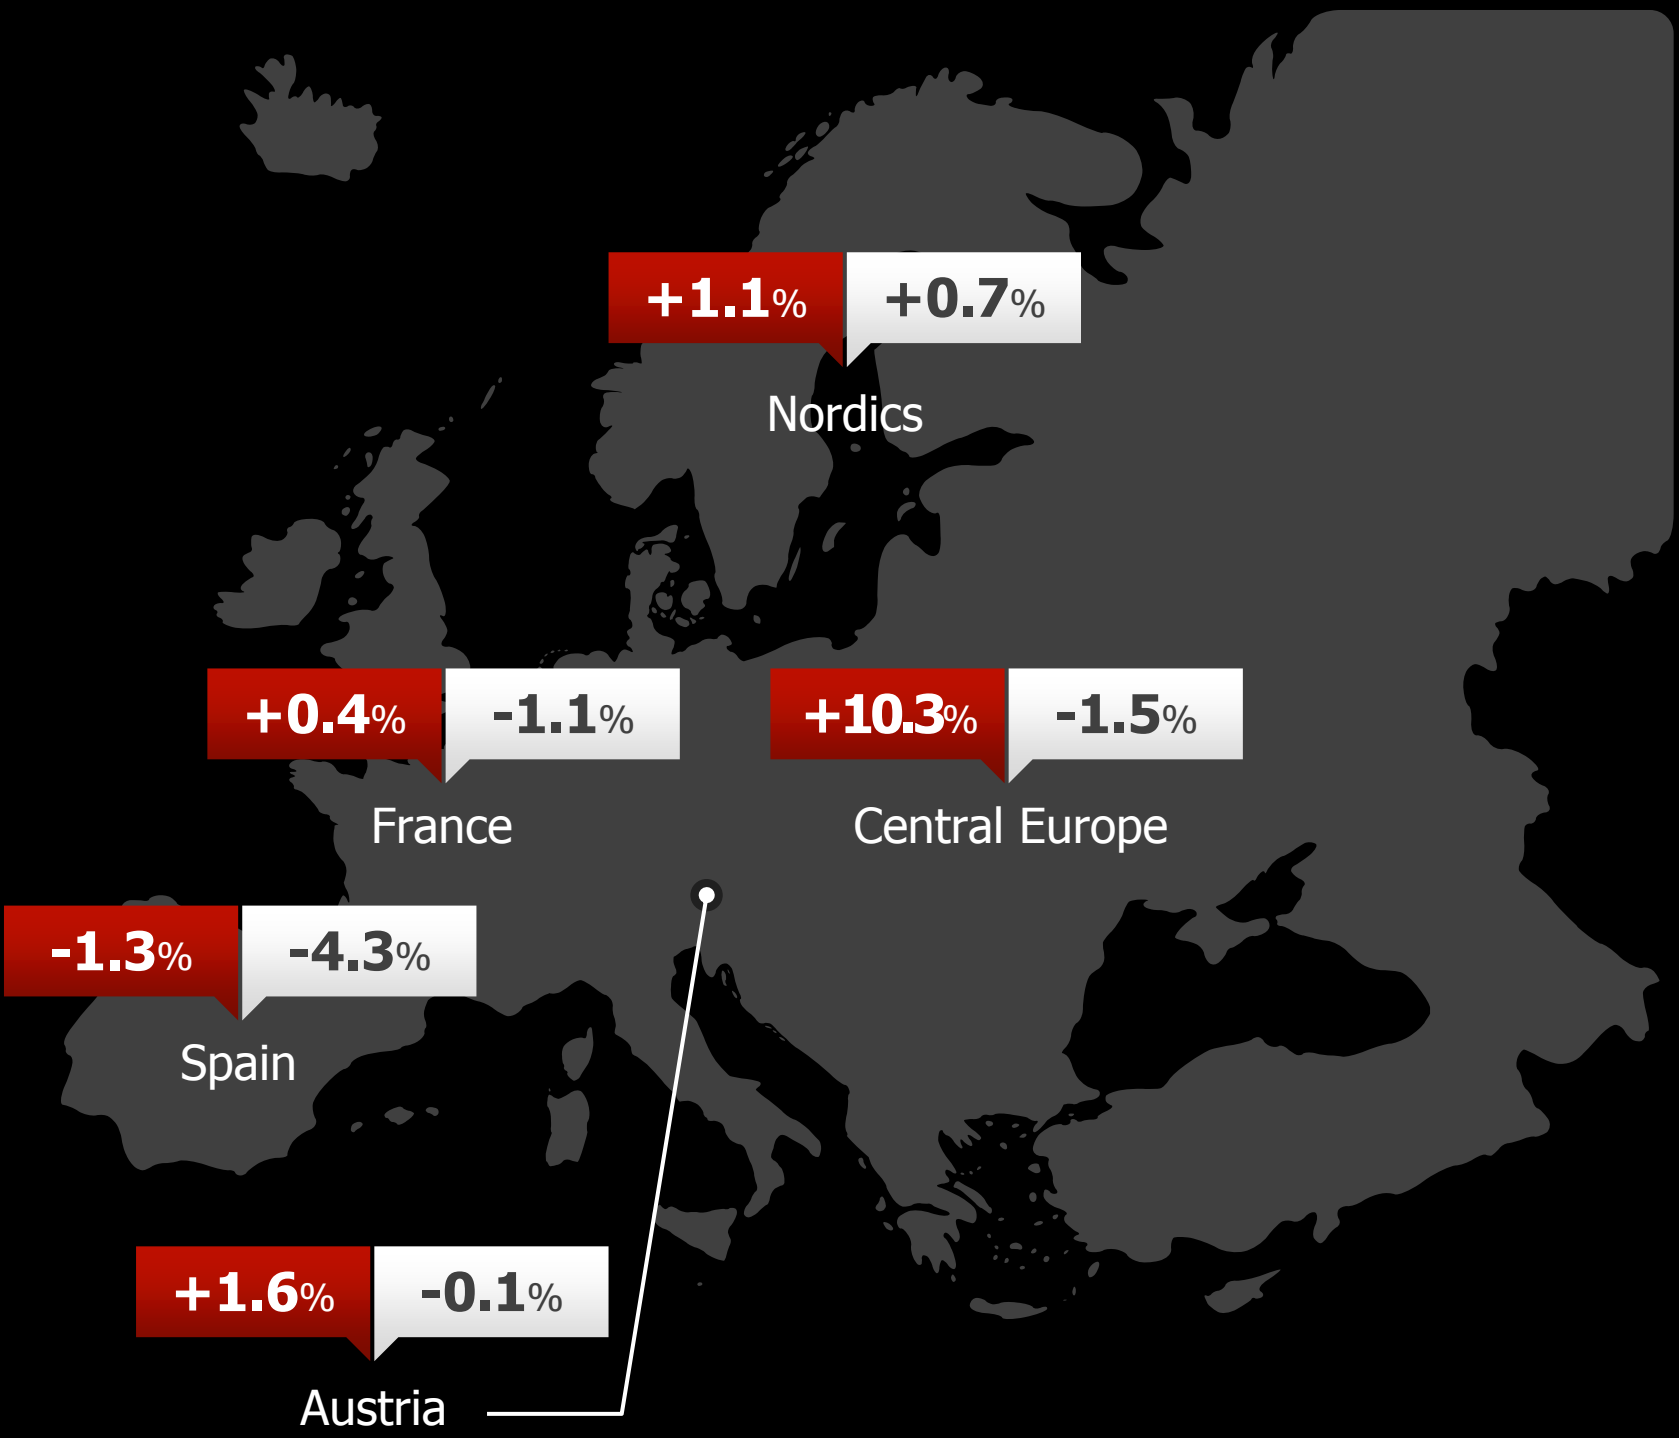 +1.1% +0.7%
Nordics
+0.4% -1.1%
France
+10.3% -1.5%
Central Europe
-1.3% -4.3%
Spain
+1.6% -0.1%
Austria